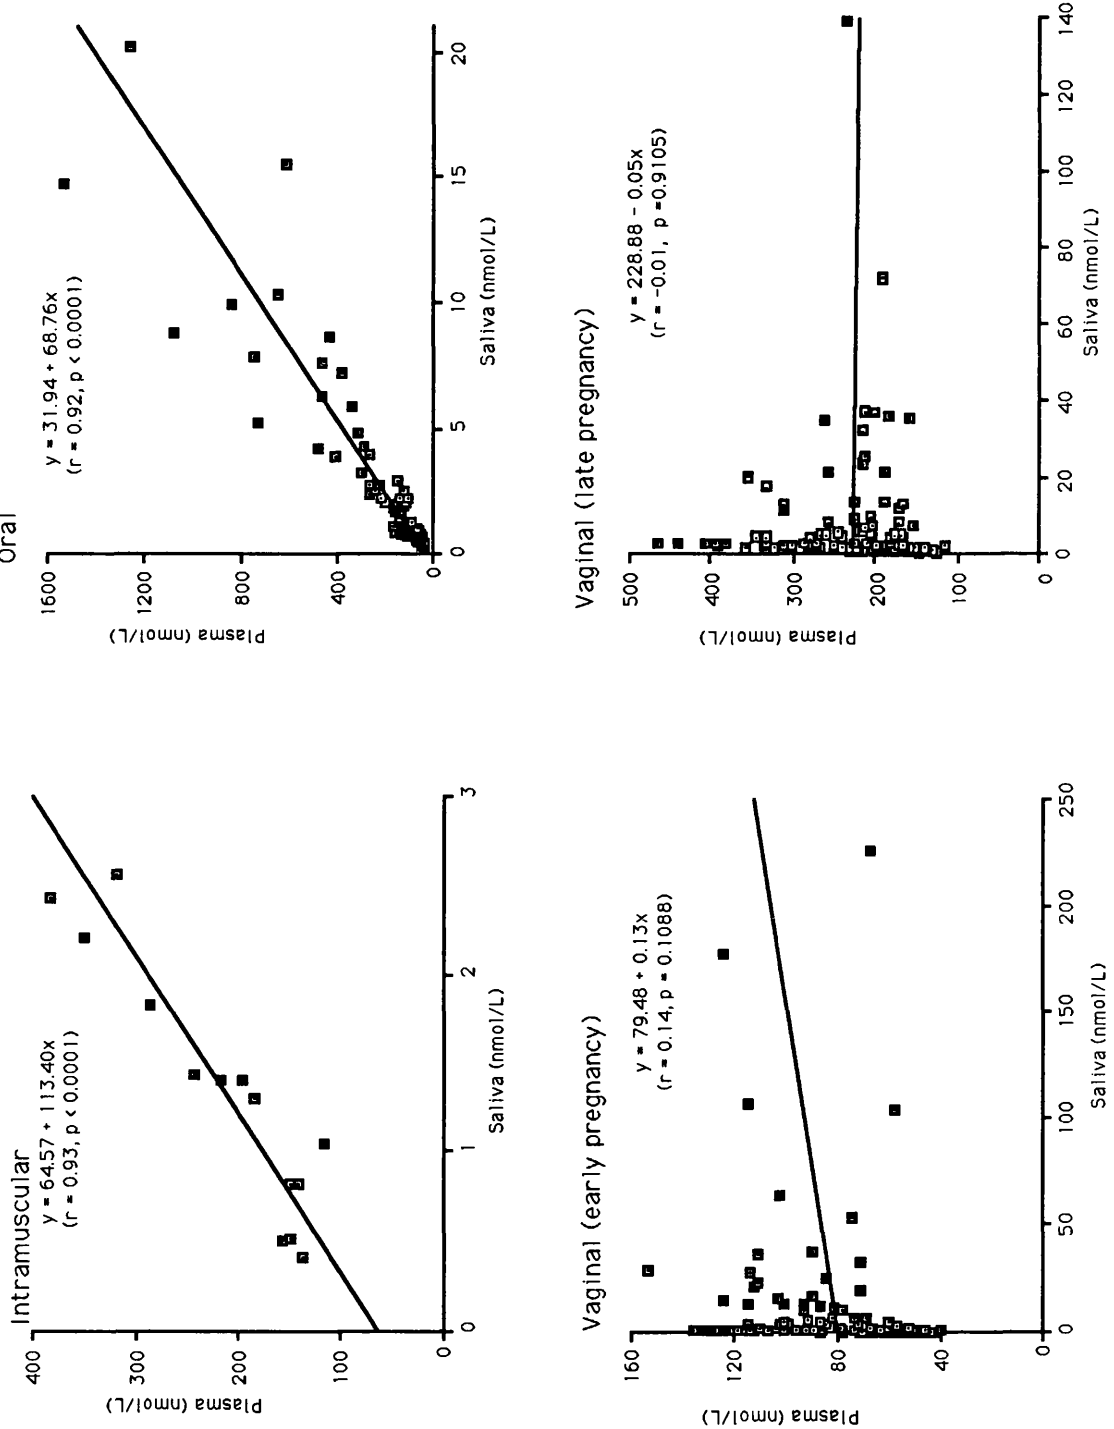 Intramuscular
y = 64.57 + 113.40x
(r = 0.93, p < 0.0001)
400
300
200
100
Plasma (nmol/L)
0
1
2
3
Saliva (nmol/L)
Oral
y = 31.94 + 68.76x
(r = 0.92, p < 0.0001)
1600
1200
800
400
0
Plasma (nmol/L)
0
5
10
15
20
Saliva (nmol/L)
Vaginal (early pregnancy)
y = 79.48 + 0.13x
(r = 0.14, p = 0.1088)
160
120
80
40
0
Plasma (nmol/L)
0
50
100
150
200
250
Saliva (nmol/L)
Vaginal (late pregnancy)
y = 228.88 - 0.05x
(r = -0.01, p =0.9105)
500
400
300
200
100
0
Plasma (nmol/L)
0
20
40
60
80
100
120
140
Saliva (nmol/L)